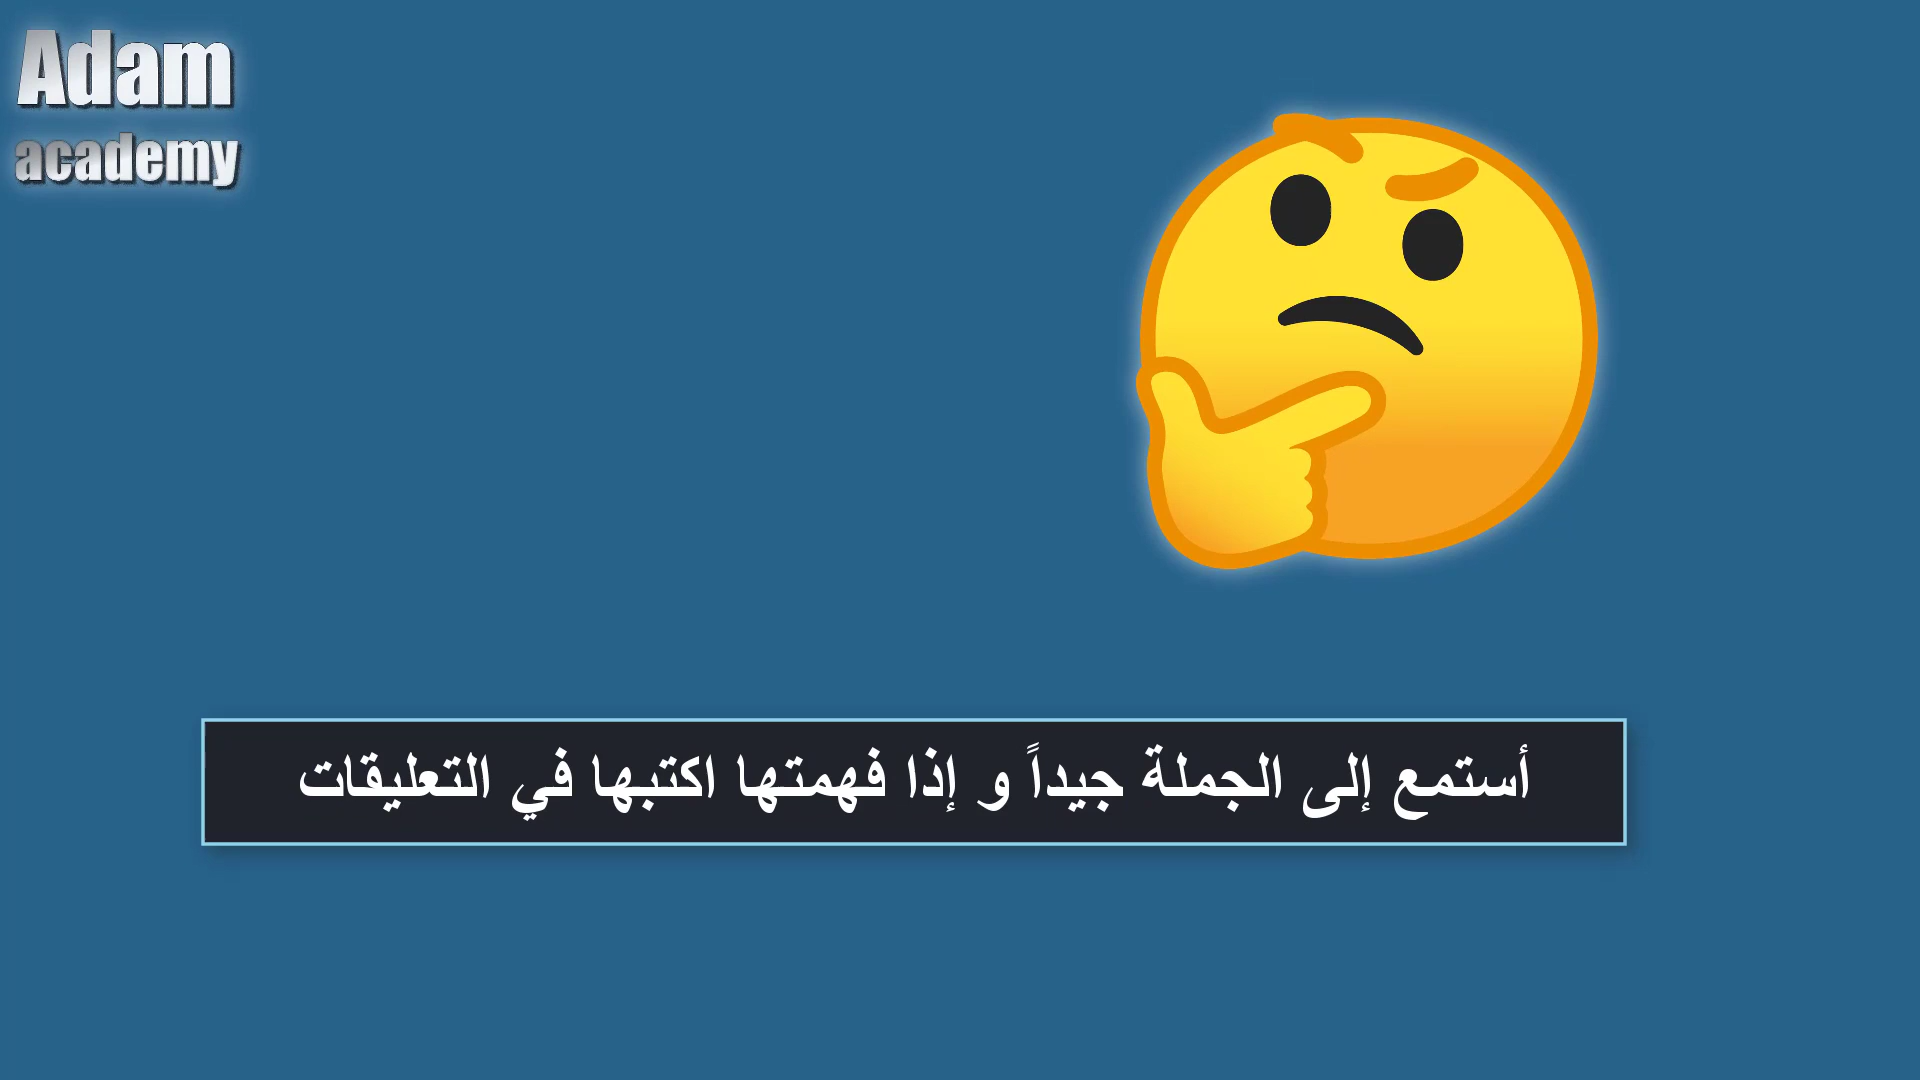 Adam
academy
أستمع إلى الجملة جيداً و إذا فهمتها اكتبها في التعليقات